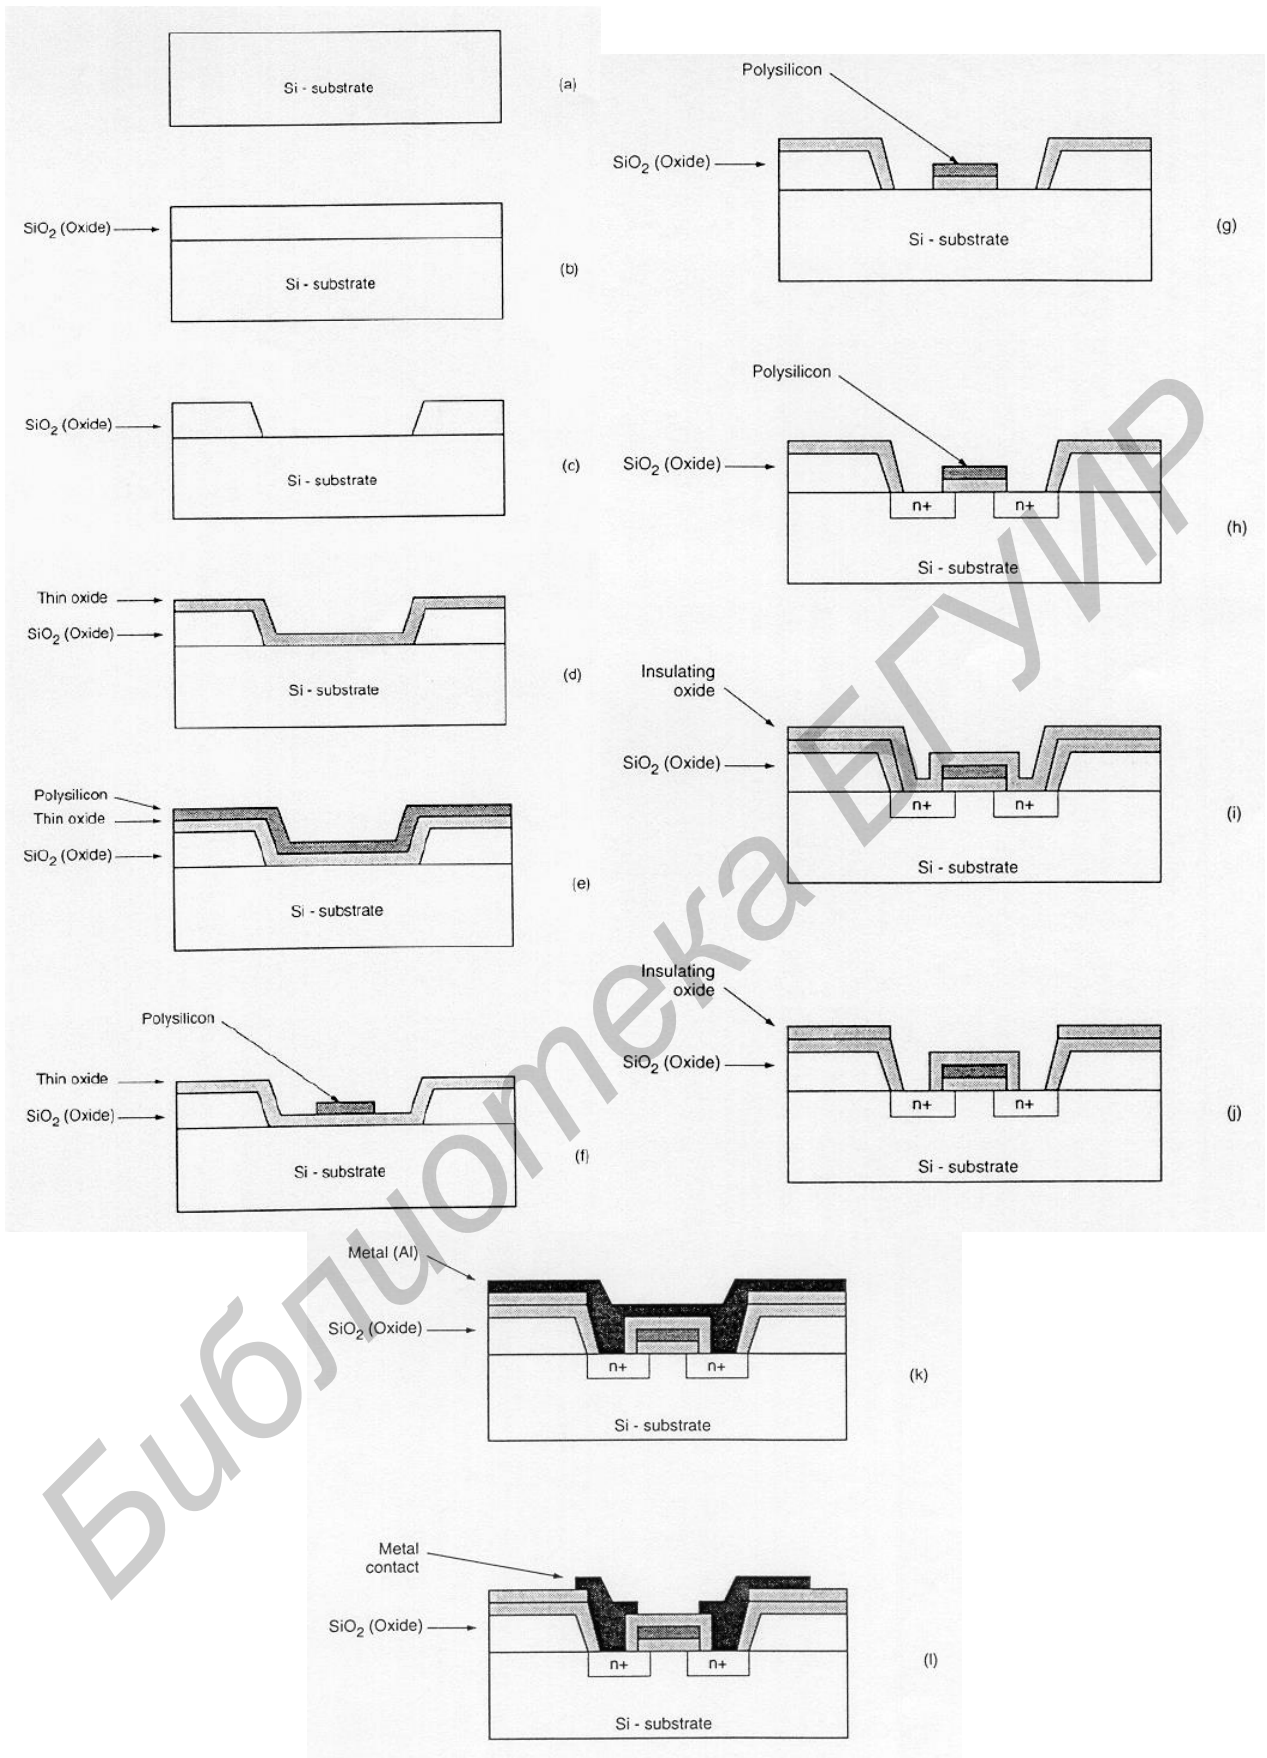 Si - substrate
(a)
SiO2 (Oxide)
Si - substrate
(b)
SiO2 (Oxide)
Si - substrate
(c)
Thin oxide
SiO2 (Oxide)
Si - substrate
(d)
Polysilicon
Thin oxide
SiO2 (Oxide)
Si - substrate
(e)
Polysilicon
Thin oxide
SiO2 (Oxide)
Si - substrate
(f)
Polysilicon
SiO2 (Oxide)
Si - substrate
(g)
Polysilicon
SiO2 (Oxide)
n+ n+
Si - substrate
(h)
Insulating
oxide
SiO2 (Oxide)
n+ n+
Si - substrate
(i)
Insulating
oxide
SiO2 (Oxide)
n+ n+
Si - substrate
(j)
Metal (Al)
SiO2 (Oxide)
n+ n+
Si - substrate
(k)
Metal
contact
SiO2 (Oxide)
n+ n+
Si - substrate
(l)
Библиотека БГУИР